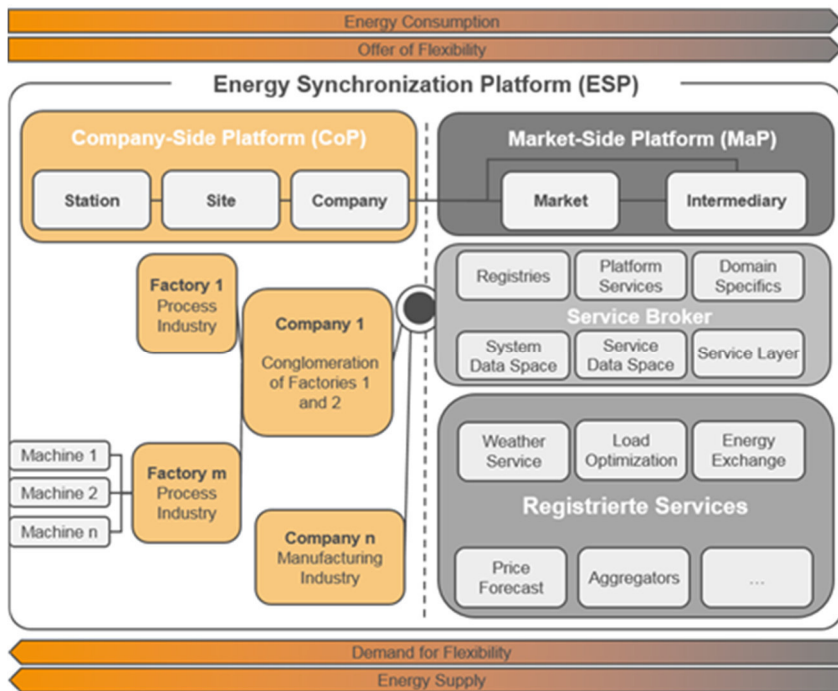 Energy Consumption
Offer of Flexibility
Energy Synchronization Platform (ESP)
Company-Side Platform (CoP)
Station
Site
Company
Market-Side Platform (MaP)
Market
Intermediary
Factory 1
Process
Industry
Company 1
Conglomeration
of Factories 1
and 2
Machine 1
Machine 2
Machine n
Factory m
Process
Industry
Company n
Manufacturing
Industry
Registries
Platform
Services
Domain
Specifics
Service Broker
System
Data Space
Service
Data Space
Service Layer
Weather
Service
Load
Optimization
Energy
Exchange
Registrierte Services
Price
Forecast
Aggregators
...
Demand for Flexibility
Energy Supply